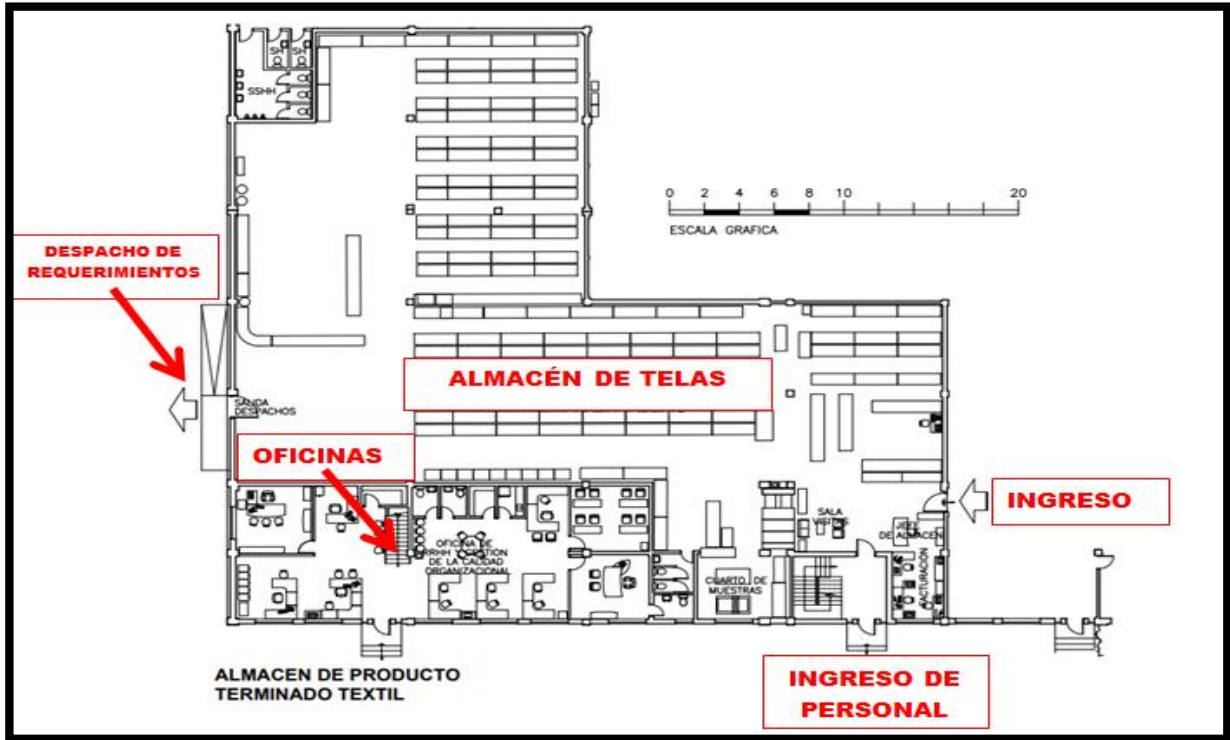 SH
SH
SSHH
0 2 4 6 8 10 20
ESCALA GRAFICA
DESPACHO DE
REQUERIMIENTOS
ALMACÉN DE TELAS
SALIDA
DESPACHOS
OFICINAS
INGRESO
SALA
VISITAS
JEFE
DE ALMACEN
OFICINA DE
RRHH Y GESTION
DE LA CALIDAD
ORGANIZACIONAL
CUARTO DE
MUESTRAS
FACTURACION
ALMACEN DE PRODUCTO
TERMINADO TEXTIL
INGRESO DE
PERSONAL